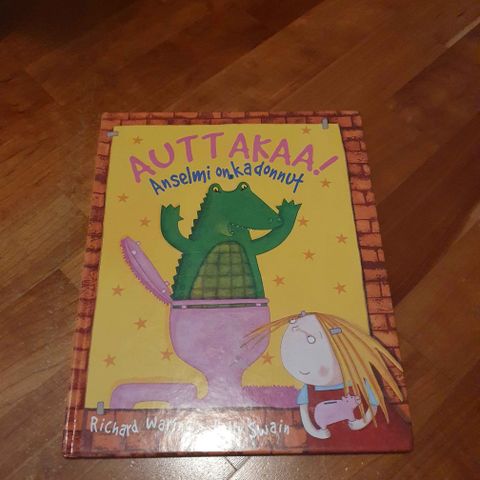 AUTTAKAA!
Anselmi on kadonnut
Richard Swain